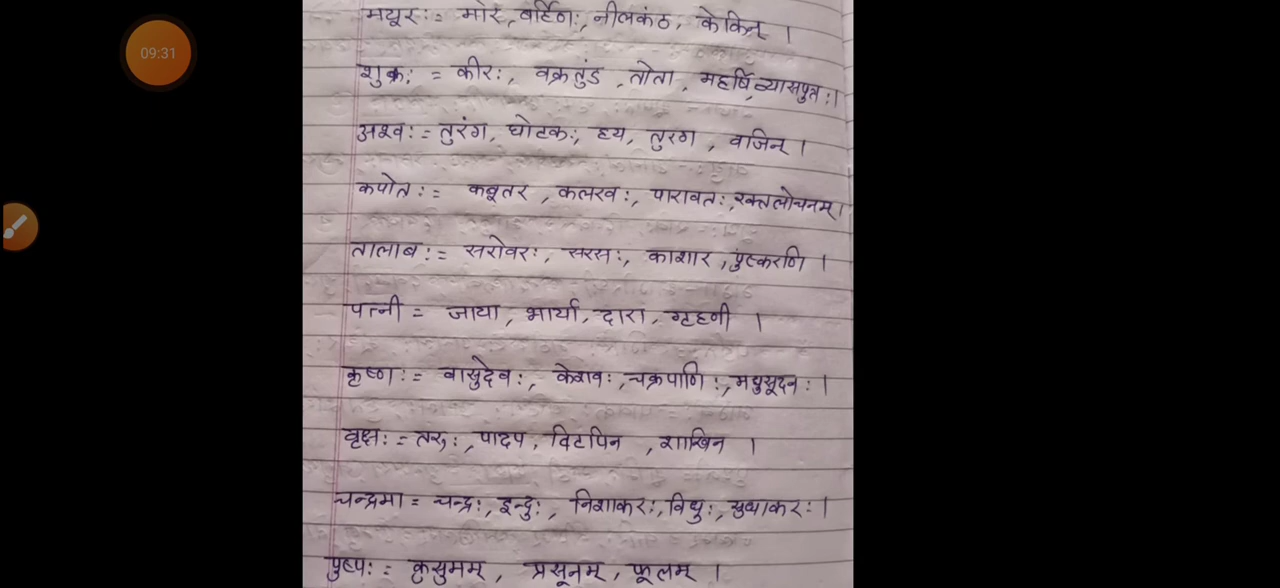 09:31
मयूरः = मोर, बर्हिणः, नीलकंठ, केकिन् ।
शुकः = कीरः, वक्रतुंड, तोता, महर्षि व्यासपुत्रः।
अश्वः = तुरंग, घोटकः, हय, तुरग, वजिन् ।
कपोतः = कबूतर, कलरवः, पारावतः, रक्तलोचनम्।
तालाबः = सरोवरः, सरसः, काशार, पुष्करणि ।
पत्नी = जाया, भार्या, दारा, गृहणी ।
कृष्णः = वासुदेवः, केशवः, चक्रपाणिः, मधुसूदनः ।
वृक्षः = तरुः, पादप, विटपिन, शाखिन ।
चन्द्रमा = चन्द्रः, इन्दुः, निशाकरः, विधुः, सुधाकरः ।
पुष्पः = कुसुमम्, प्रसूनम्, फूलम् ।